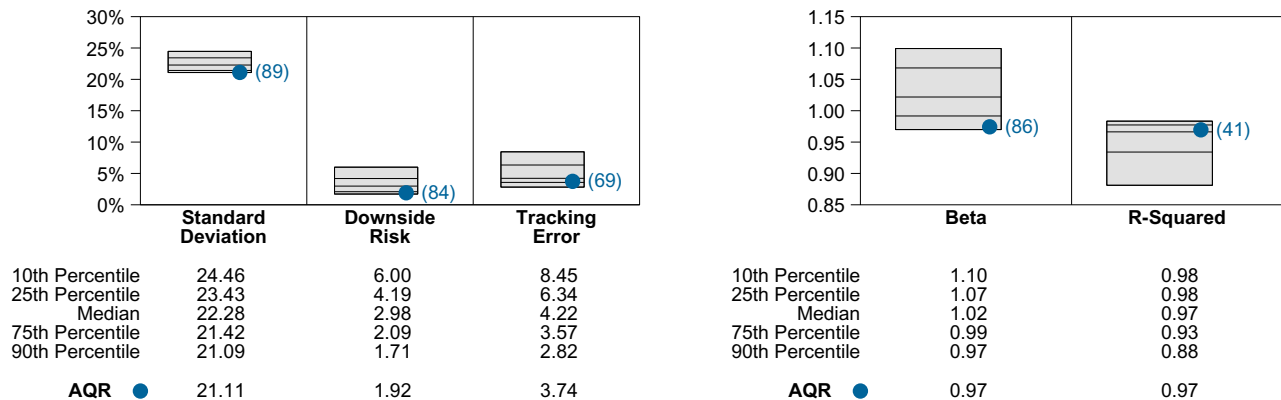 30%
25%
20%
15%
10%
5%
0%
(89)
(84)
(69)
Standard Deviation
Downside Risk
Tracking Error
10th Percentile 24.46 6.00 8.45
25th Percentile 23.43 4.19 6.34
Median 22.28 2.98 4.22
75th Percentile 21.42 2.09 3.57
90th Percentile 21.09 1.71 2.82
AQR 21.11 1.92 3.74
1.15
1.10
1.05
1.00
0.95
0.90
0.85
(86)
(41)
Beta R-Squared
10th Percentile 1.10 0.98
25th Percentile 1.07 0.98
Median 1.02 0.97
75th Percentile 0.99 0.93
90th Percentile 0.97 0.88
AQR 0.97 0.97